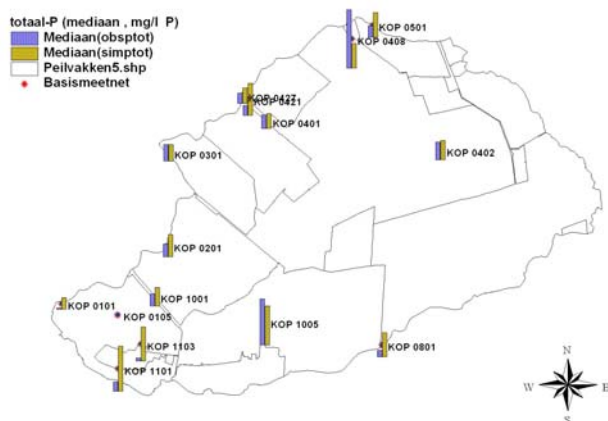 totaal-P (mediaan , mg/l P)
Mediaan(obsptot)
Mediaan(simptot)
Peilvakken5.shp
Basismeetnet
KOP 0501
KOP 0408
KOP 0427
KOP 0421
KOP 0401
KOP 0402
KOP 0301
KOP 0201
KOP 1001
KOP 0101
KOP 0105
KOP 1005
KOP 1103
KOP 0801
KOP 1101
N
W E
S